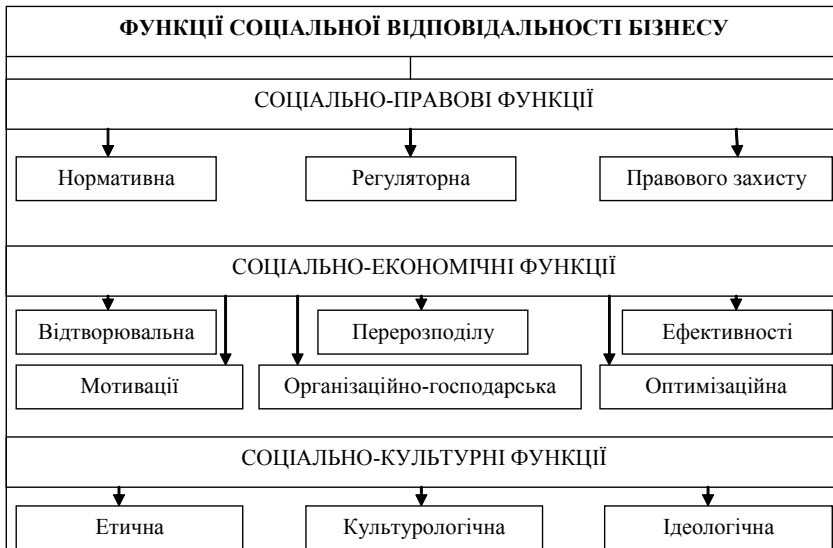 ФУНКЦІЇ СОЦІАЛЬНОЇ ВІДПОВІДАЛЬНОСТІ БІЗНЕСУ
СОЦІАЛЬНО-ПРАВОВІ ФУНКЦІЇ
Нормативна
Регуляторна
Правового захисту
СОЦІАЛЬНО-ЕКОНОМІЧНІ ФУНКЦІЇ
Відтворювальна
Перерозподілу
Ефективності
Мотивації
Організаційно-господарська
Оптимізаційна
СОЦІАЛЬНО-КУЛЬТУРНІ ФУНКЦІЇ
Етична
Культурологічна
Ідеологічна